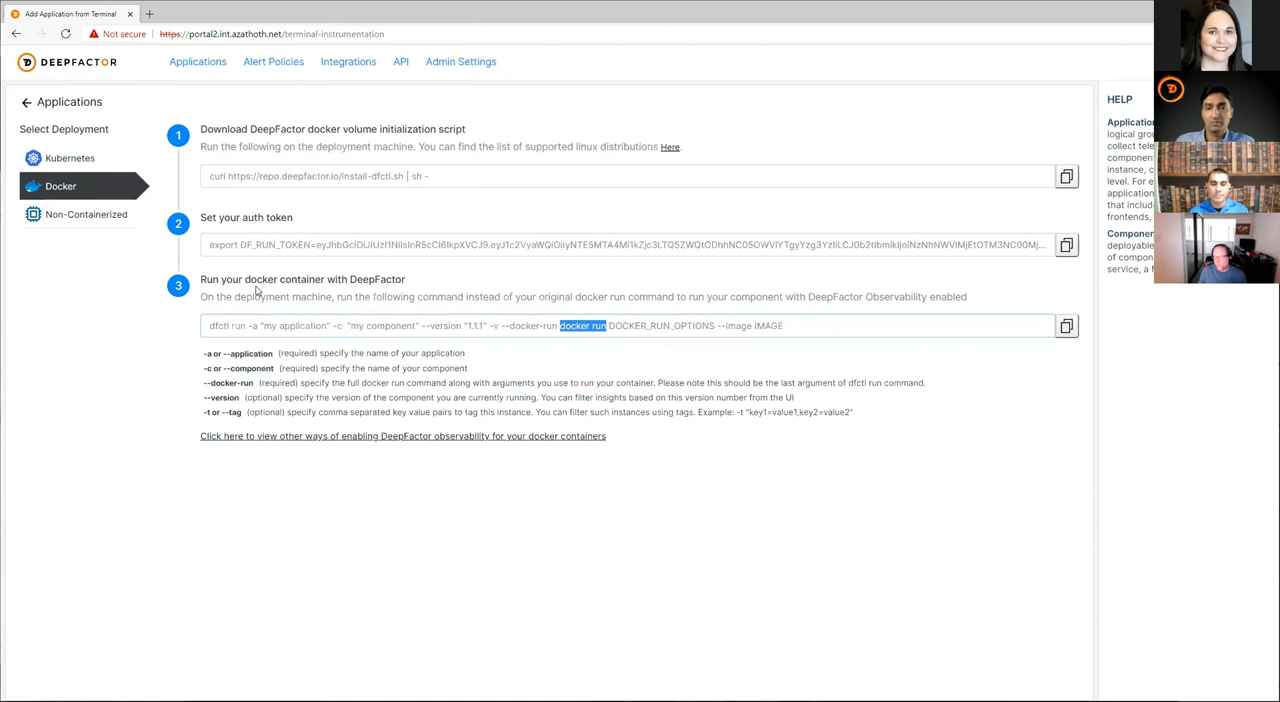 Add Application from Terminal
Not secure
https://portal2.int.azathoth.net/terminal-instrumentation
DEEPFACTOR
Applications
Alert Policies
Integrations
API
Admin Settings
Applications
Select Deployment
Kubernetes
Docker
Non-Containerized
1
Download DeepFactor docker volume initialization script
Run the following on the deployment machine. You can find the list of supported linux distributions Here.
curl https://repo.deepfactor.io/install-dfctl.sh | sh -
2
Set your auth token
export
3
Run your docker container with DeepFactor
On the deployment machine, run the following command instead of your original docker run command to run your component with DeepFactor Observability enabled
dfctl run -a "my application" -c "my component" --version "1.1.1" -v --docker-run docker run DOCKER_RUN_OPTIONS --image IMAGE
-a or --application (required) specify the name of your application
-c or --component (required) specify the name of your component
--docker-run (required) specify the full docker run command along with arguments you use to run your container. Please note this should be the last argument of dfctl run command.
--version (optional) specify the version of the component you are currently running. You can filter insights based on this version number from the UI
-t or --tag (optional) specify comma separated key value pairs to tag this instance. You can filter such instances using tags. Example: -t "key1=value1,key2=value2"
Click here to view other ways of enabling DeepFactor observability for your docker containers
HELP
logical
collect
level. For
that
frontends,
of
service, a